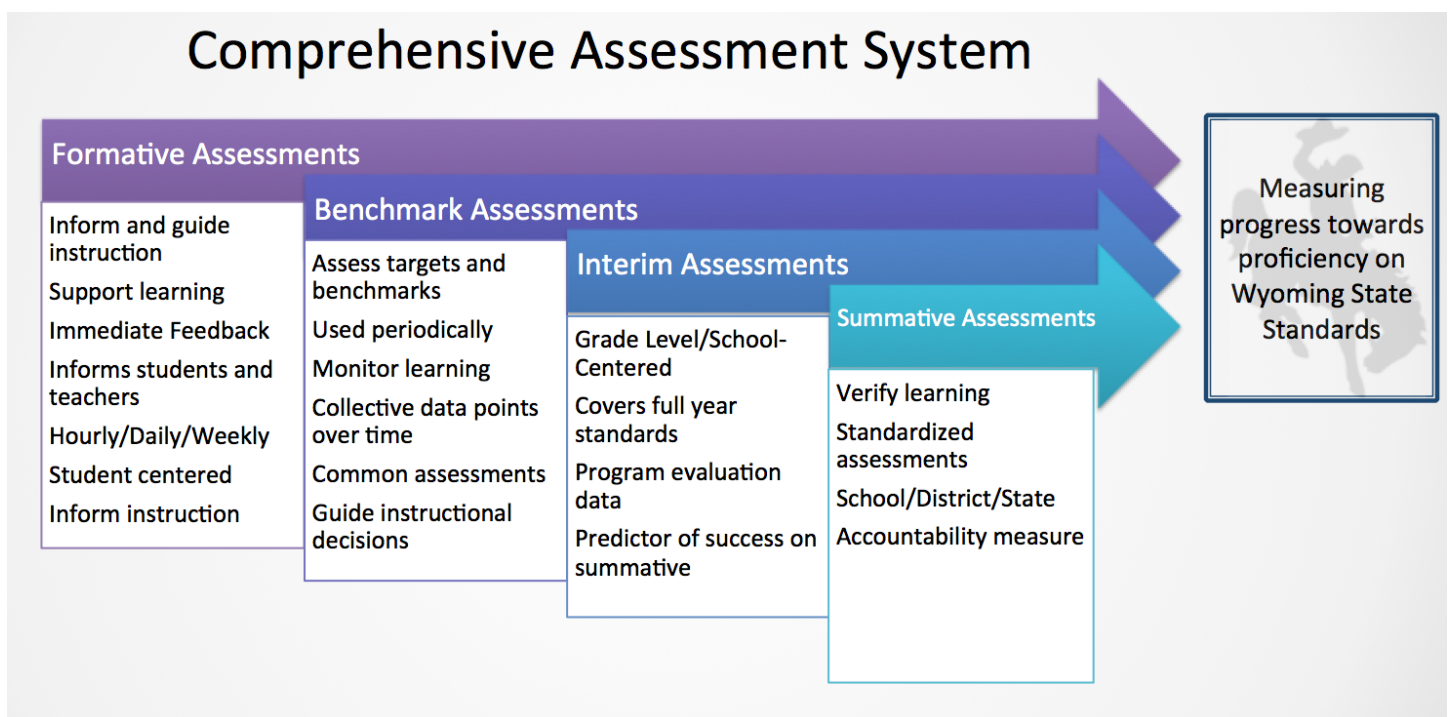 Comprehensive Assessment System
Formative Assessments
Inform and guide
instruction
Support learning
Immediate Feedback
Informs students and
teachers
Hourly/Daily/Weekly
Student centered
Inform instruction
Benchmark Assessments
Assess targets and
benchmarks
Used periodically
Monitor learning
Collective data points
over time
Common assessments
Guide instructional
decisions
Interim Assessments
Grade Level/School-
Centered
Covers full year
standards
Program evaluation
data
Predictor of success on
summative
Summative Assessments
Verify learning
Standardized
assessments
School/District/State
Accountability measure
Measuring
progress towards
proficiency on
Wyoming State
Standards